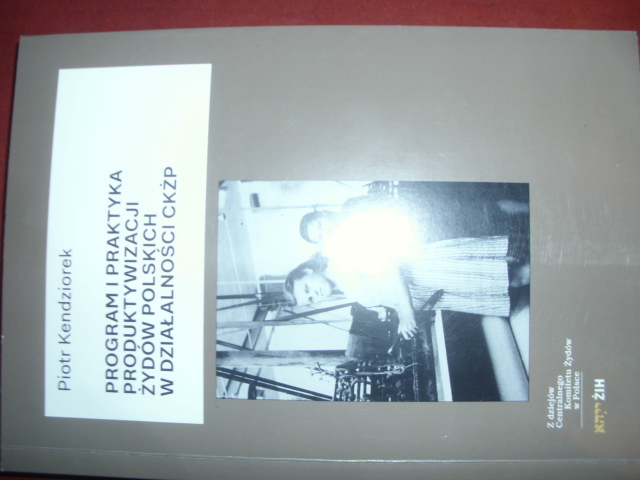 Piotr Kendziorek
PROGRAM I PRAKTYKA
PRODUKTYWIZACJI
ŻYDÓW POLSKICH
W DZIAŁALNOŚCI CKŻP
Z dziejów
Centralnego
Komitetu Żydów
w Polsce
ŻIH